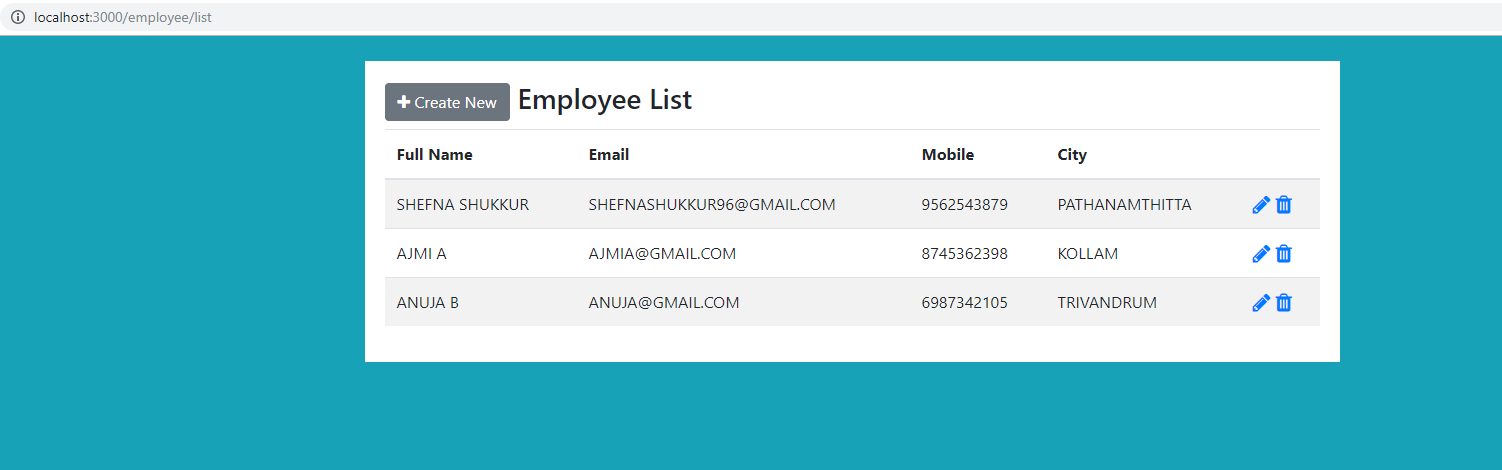 localhost:3000/employee/list
Create New Employee List
Full Name Email Mobile City
SHEFNA SHUKKUR SHEFNASHUKKUR96@GMAIL.COM 9562543879 PATHANAMTHITTA
AJMI A AJMIA@GMAIL.COM 8745362398 KOLLAM
ANUJA B ANUJA@GMAIL.COM 6987342105 TRIVANDRUM